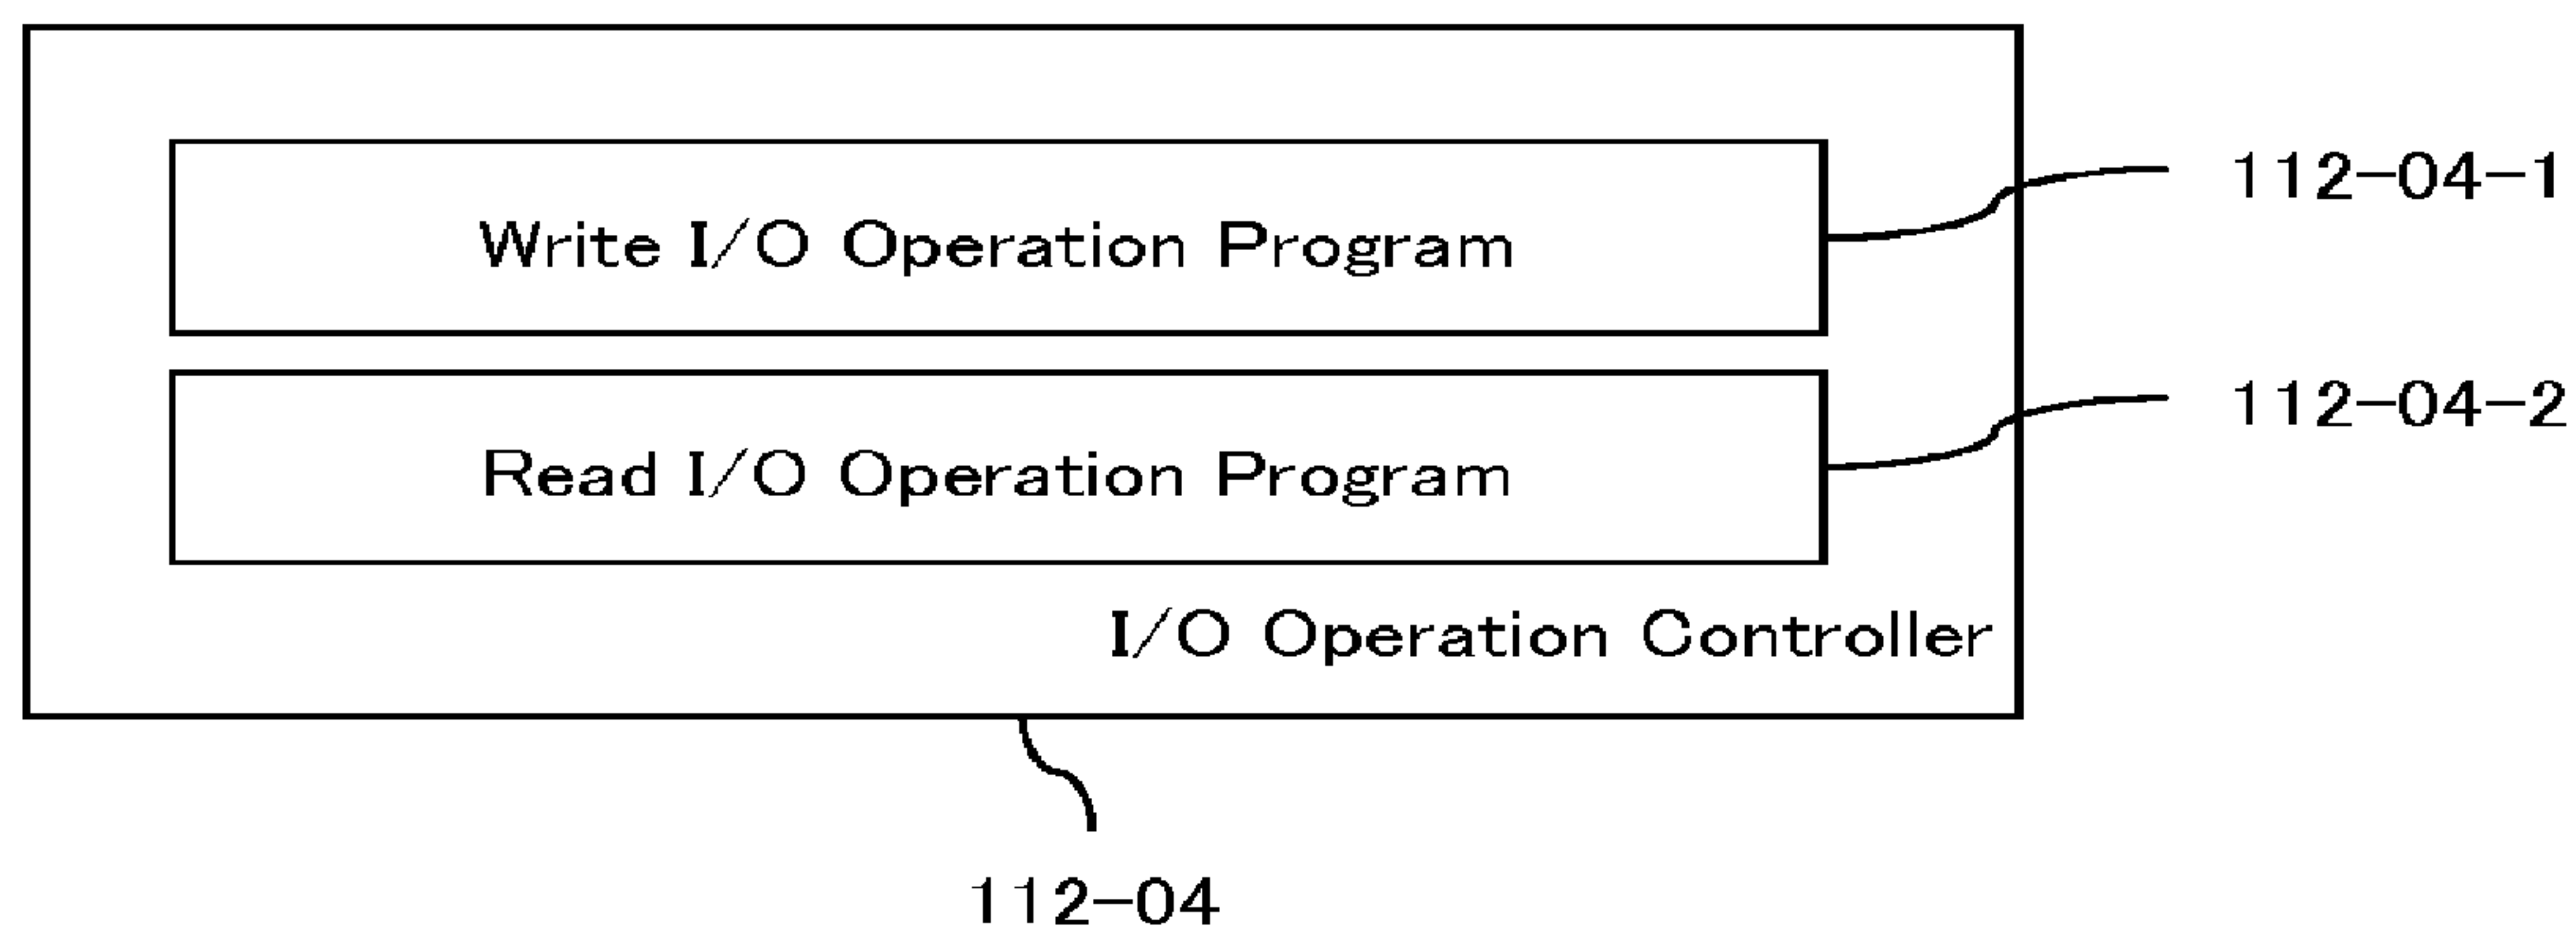 Write I/O Operation Program
112-04-1
Read I/O Operation Program
112-04-2
I/O Operation Controller
112-04